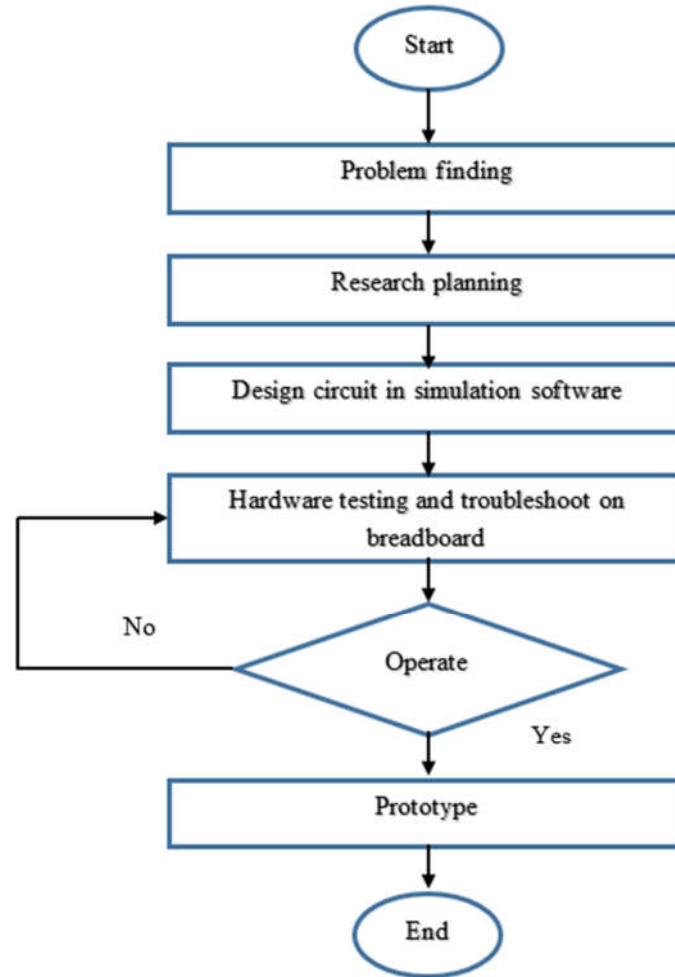 Start
Problem finding
Research planning
Design circuit in simulation software
Hardware testing and troubleshoot on
breadboard
No
Operate
Yes
Prototype
End